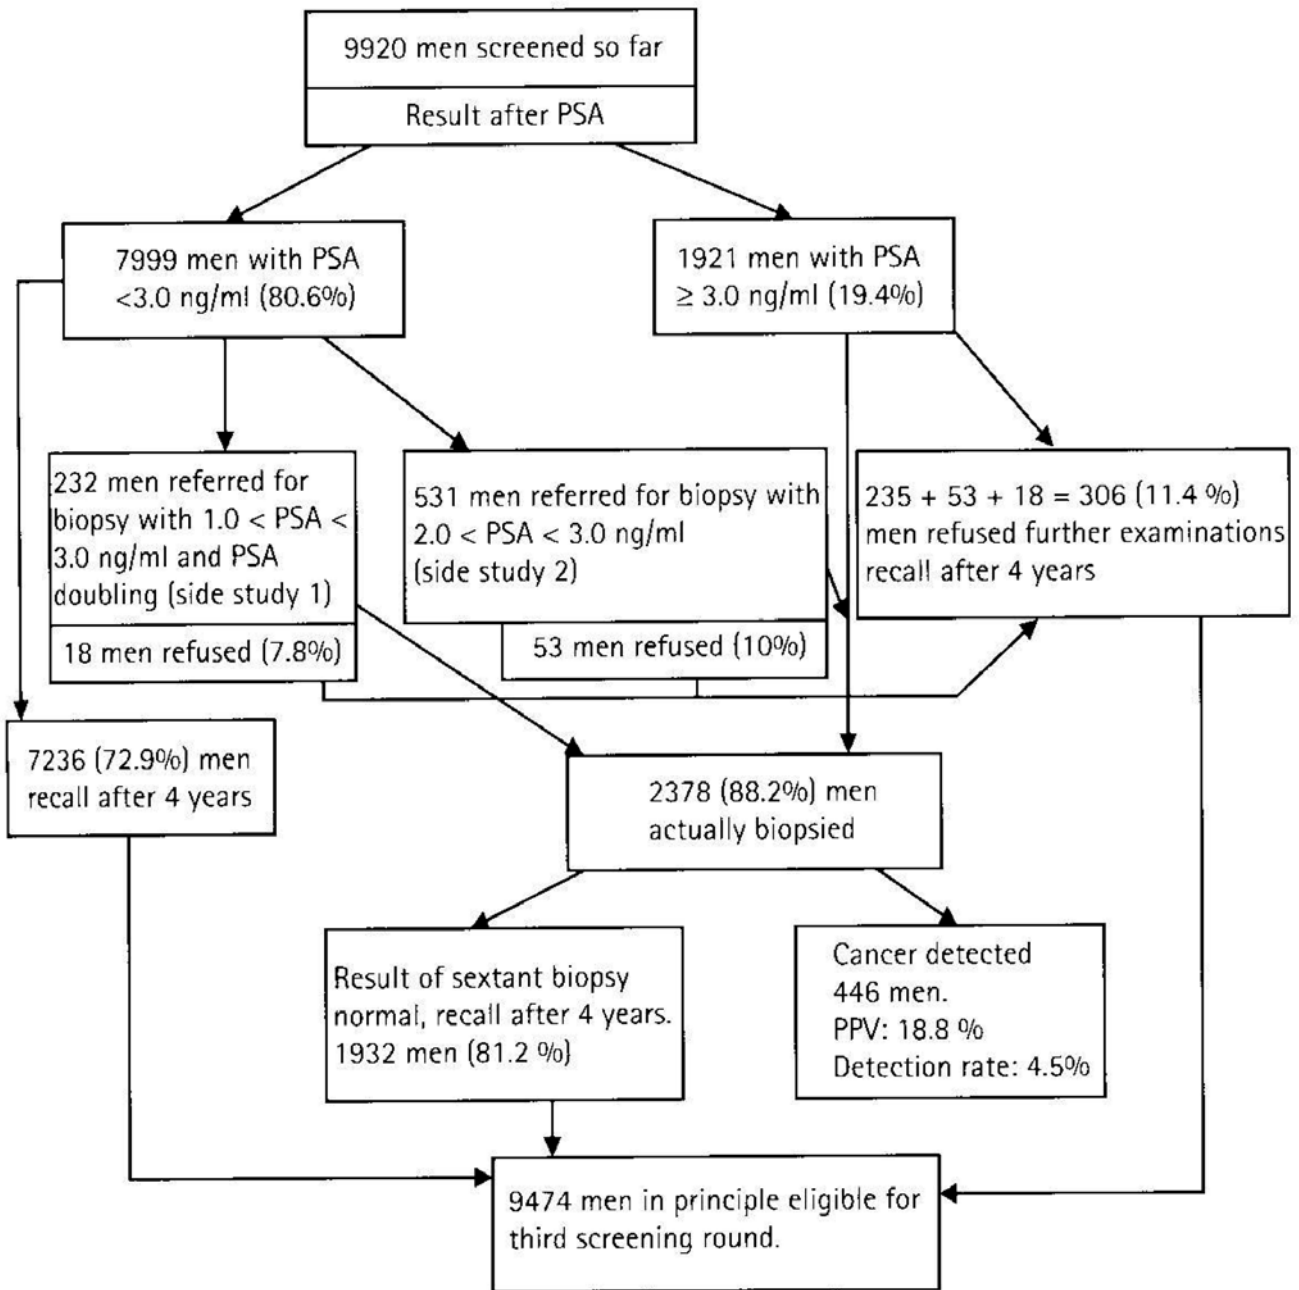 9920 men screened so far
Result after PSA
7999 men with PSA
<3.0 ng/ml (80.6%)
1921 men with PSA
≥ 3.0 ng/ml (19.4%)
232 men referred for
biopsy with 1.0 < PSA <
3.0 ng/ml and PSA
doubling (side study 1)
18 men refused (7.8%)
531 men referred for biopsy with
2.0 < PSA < 3.0 ng/ml
(side study 2)
53 men refused (10%)
235 + 53 + 18 = 306 (11.4 %)
men refused further examinations
recall after 4 years
7236 (72.9%) men
recall after 4 years
2378 (88.2%) men
actually biopsied
Result of sextant biopsy
normal, recall after 4 years.
1932 men (81.2 %)
Cancer detected
446 men.
PPV: 18.8 %
Detection rate: 4.5%
9474 men in principle eligible for
third screening round.